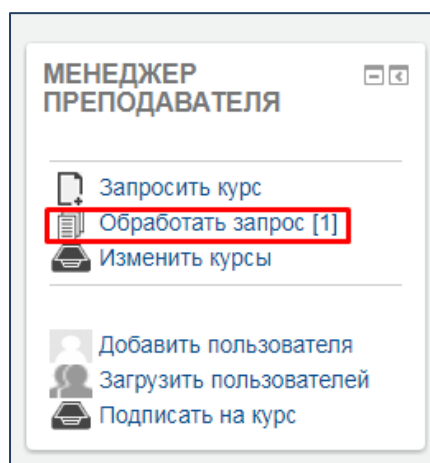 МЕНЕДЖЕР
ПРЕПОДАВАТЕЛЯ
Запросить курс
Обработать запрос [1]
Изменить курсы
Добавить пользователя
Загрузить пользователей
Подписать на курс